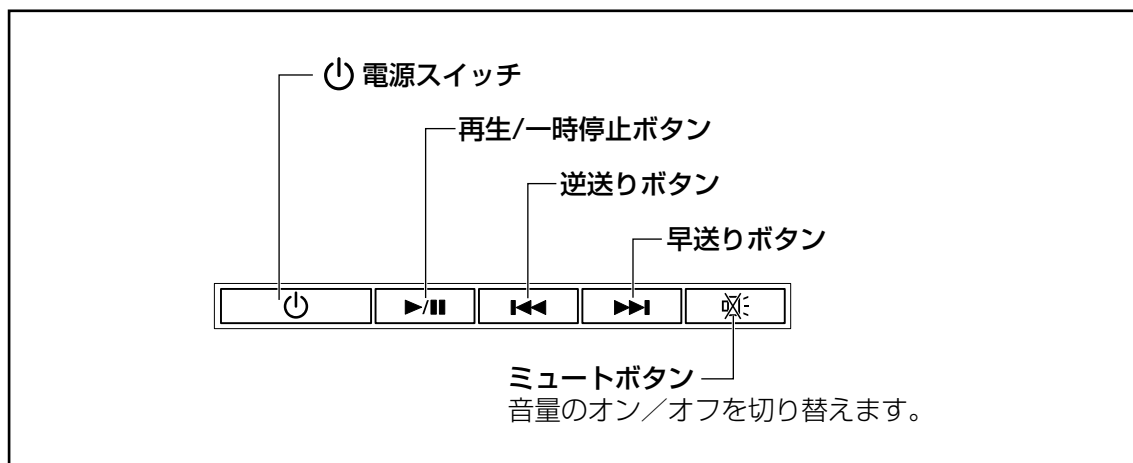 電源スイッチ
再生/一時停止ボタン
逆送りボタン
早送りボタン
ミュートボタン
音量のオン／オフを切り替えます。